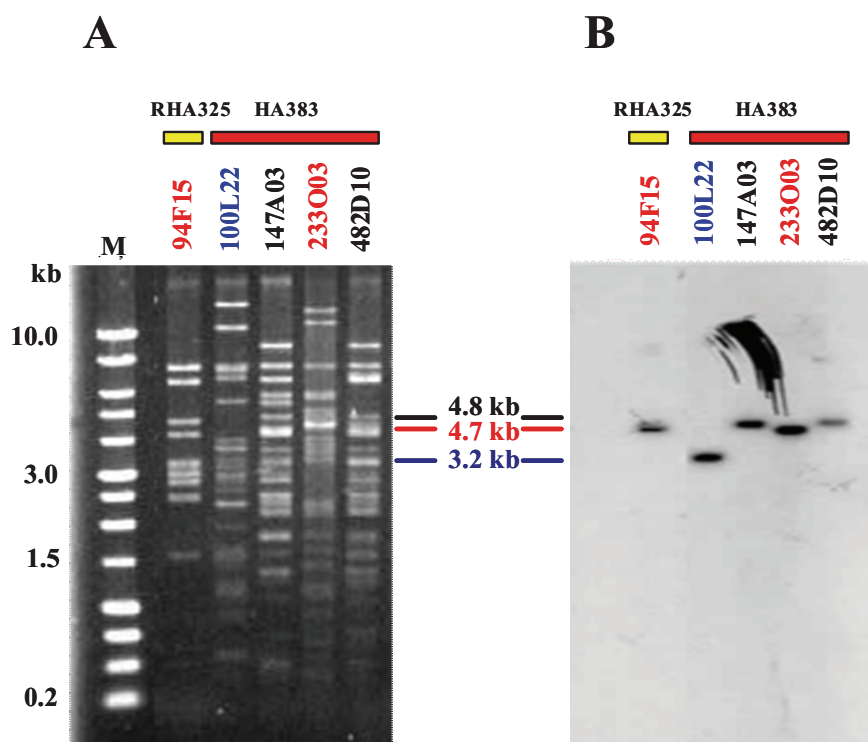 A
B
RHA325 HA383
RHA325 HA383
94F15
100L22
147A03
233O03
482D10
94F15
100L22
147A03
233O03
482D10
M
kb
10.0
4.8 kb
4.7 kb
3.2 kb
3.0
1.5
0.2